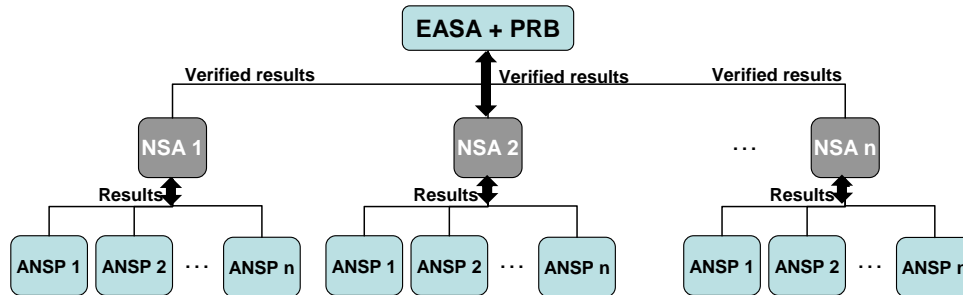 EASA + PRB
Verified results
Verified results
Verified results
NSA 1
NSA 2
...
NSA n
Results
Results
Results
ANSP 1
ANSP 2
...
ANSP n
ANSP 1
ANSP 2
...
ANSP n
ANSP 1
ANSP 2
...
ANSP n